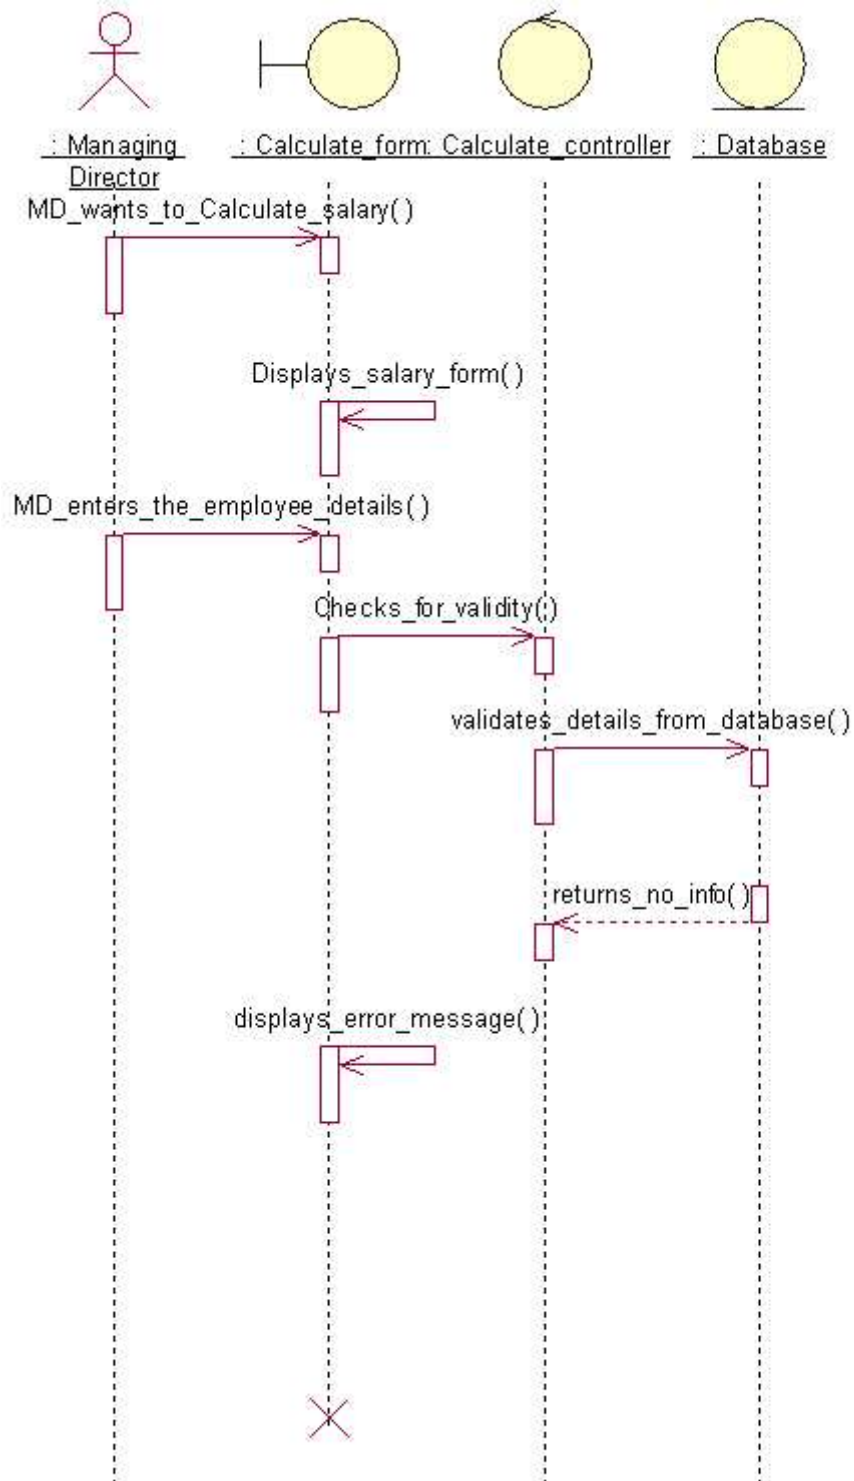 : Managing
Director
: Calculate_form
: Calculate_controller
: Database
MD_wants_to_Calculate_salary( )
Displays_salary_form( )
MD_enters_the_employee_details( )
Checks_for_validity( )
validates_details_from_database( )
returns_no_info( )
displays_error_message( )